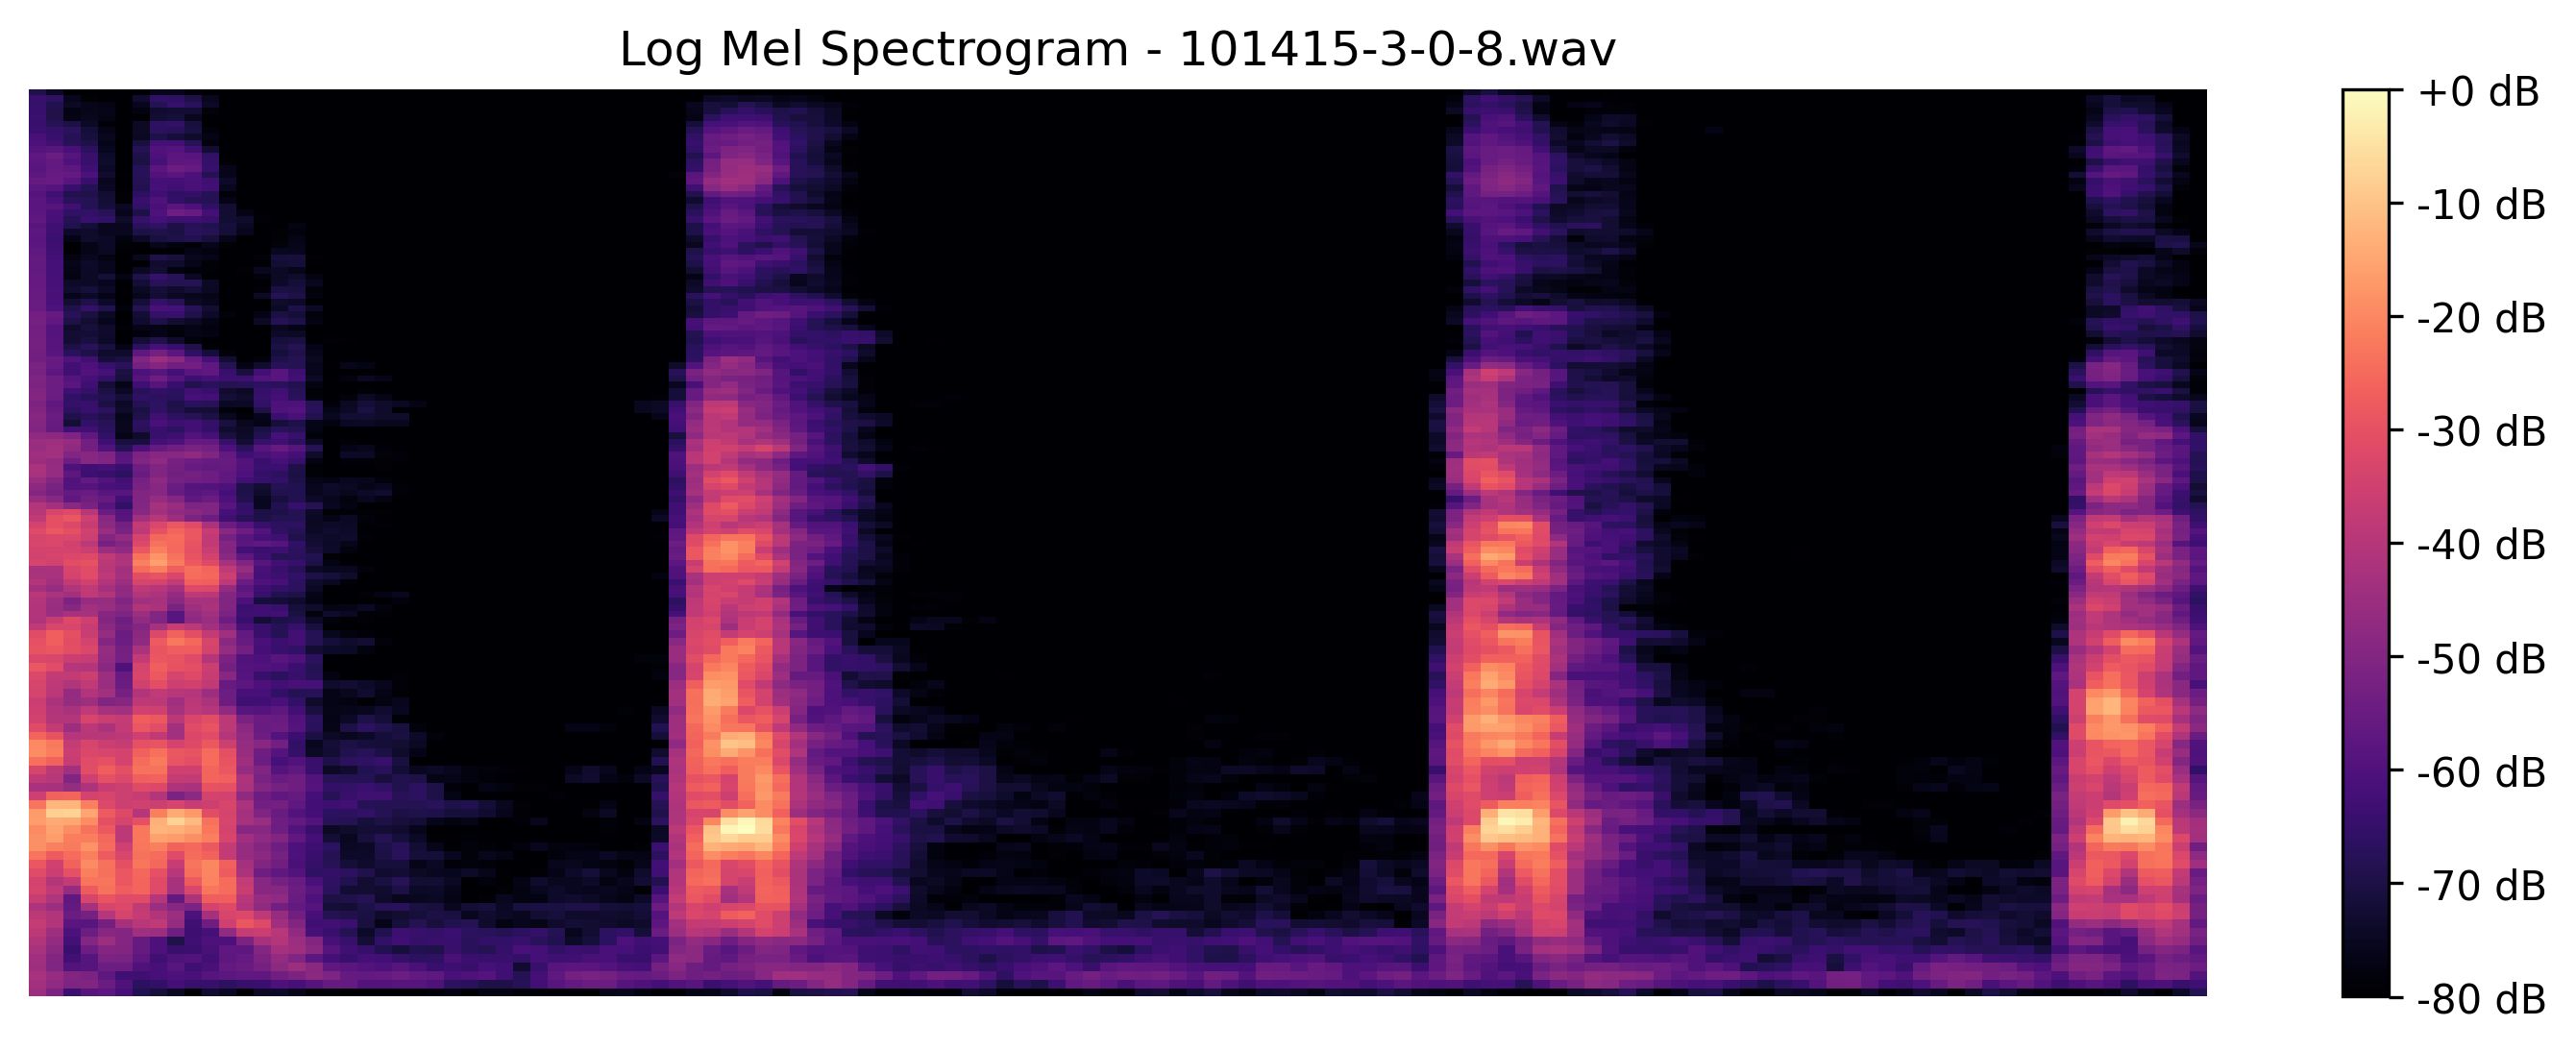 Log Mel Spectrogram - 101415-3-0-8.wav
+0 dB
-10 dB
-20 dB
-30 dB
-40 dB
-50 dB
-60 dB
-70 dB
-80 dB